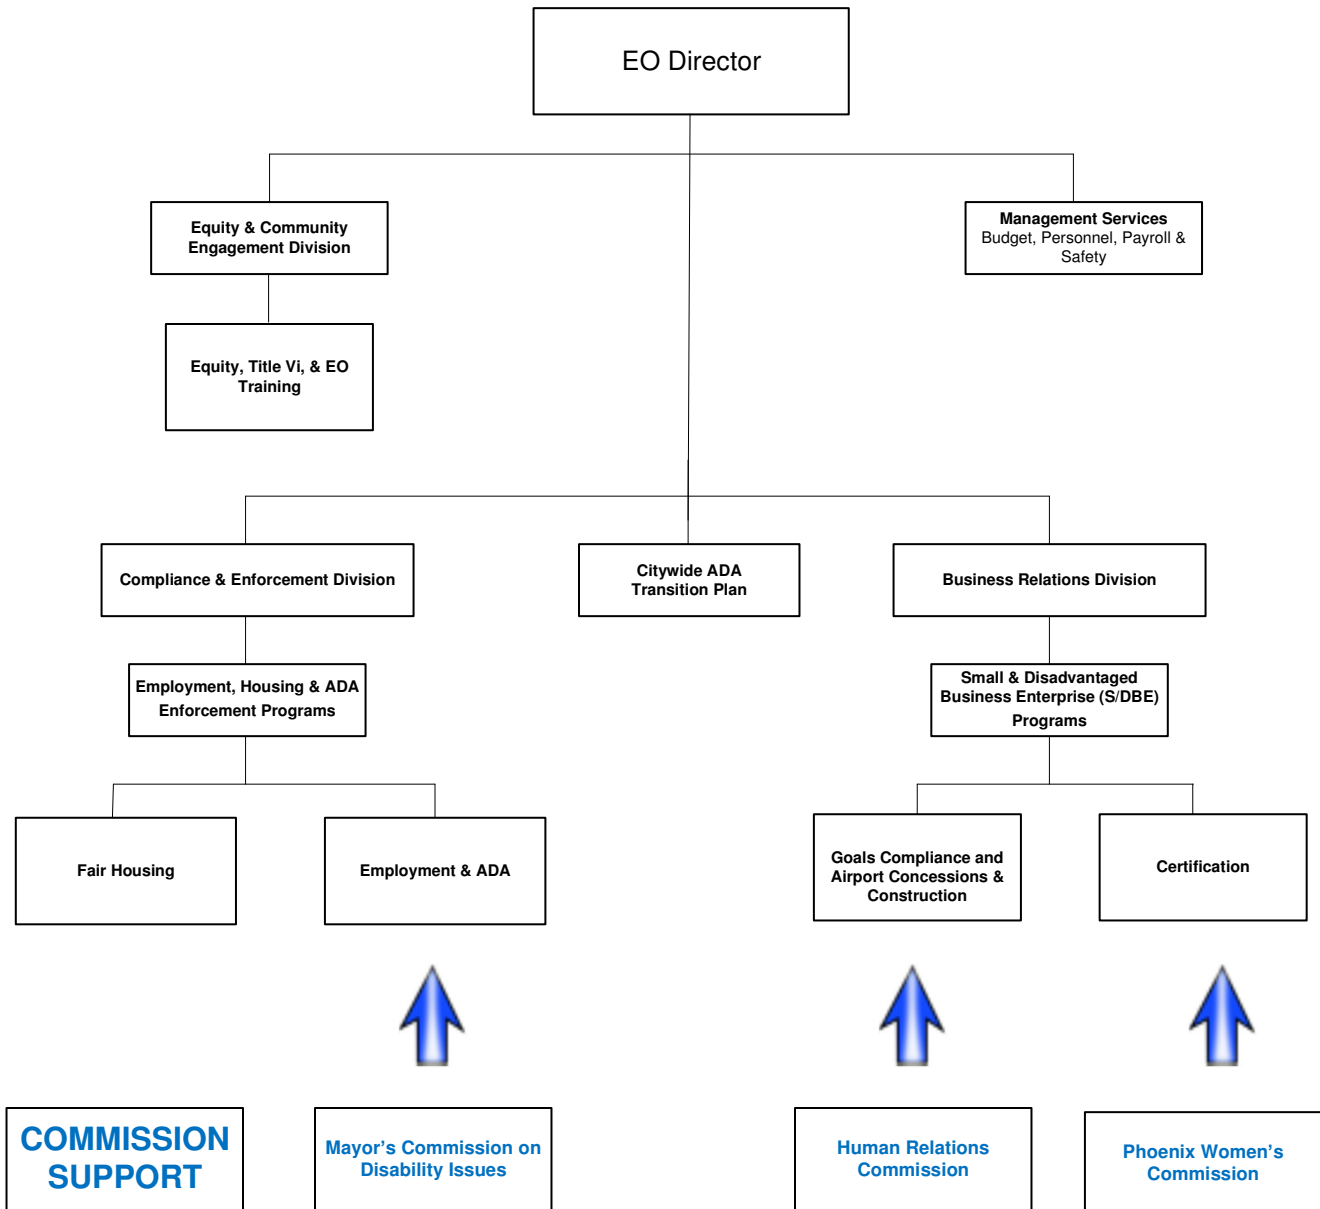 EO Director
Equity & Community
Engagement Division
Management Services
Budget, Personnel, Payroll &
Safety
Equity, Title Vi, & EO
Training
Compliance & Enforcement Division
Citywide ADA
Transition Plan
Business Relations Division
Employment, Housing & ADA
Enforcement Programs
Small & Disadvantaged
Business Enterprise (S/DBE)
Programs
Fair Housing
Employment & ADA
Goals Compliance and
Airport Concessions &
Construction
Certification
COMMISSION
SUPPORT
Mayor’s Commission on
Disability Issues
Human Relations
Commission
Phoenix Women’s
Commission